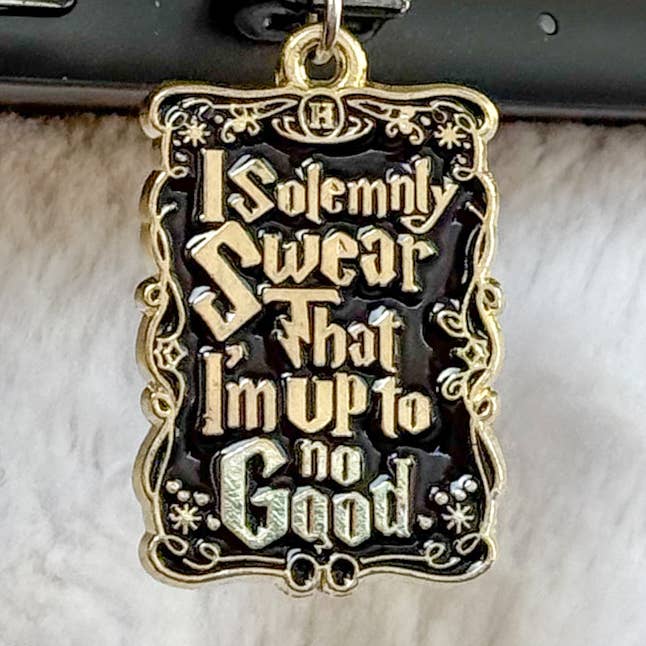 H
I Solemnly
Swear
That
I'm up to
no
Good